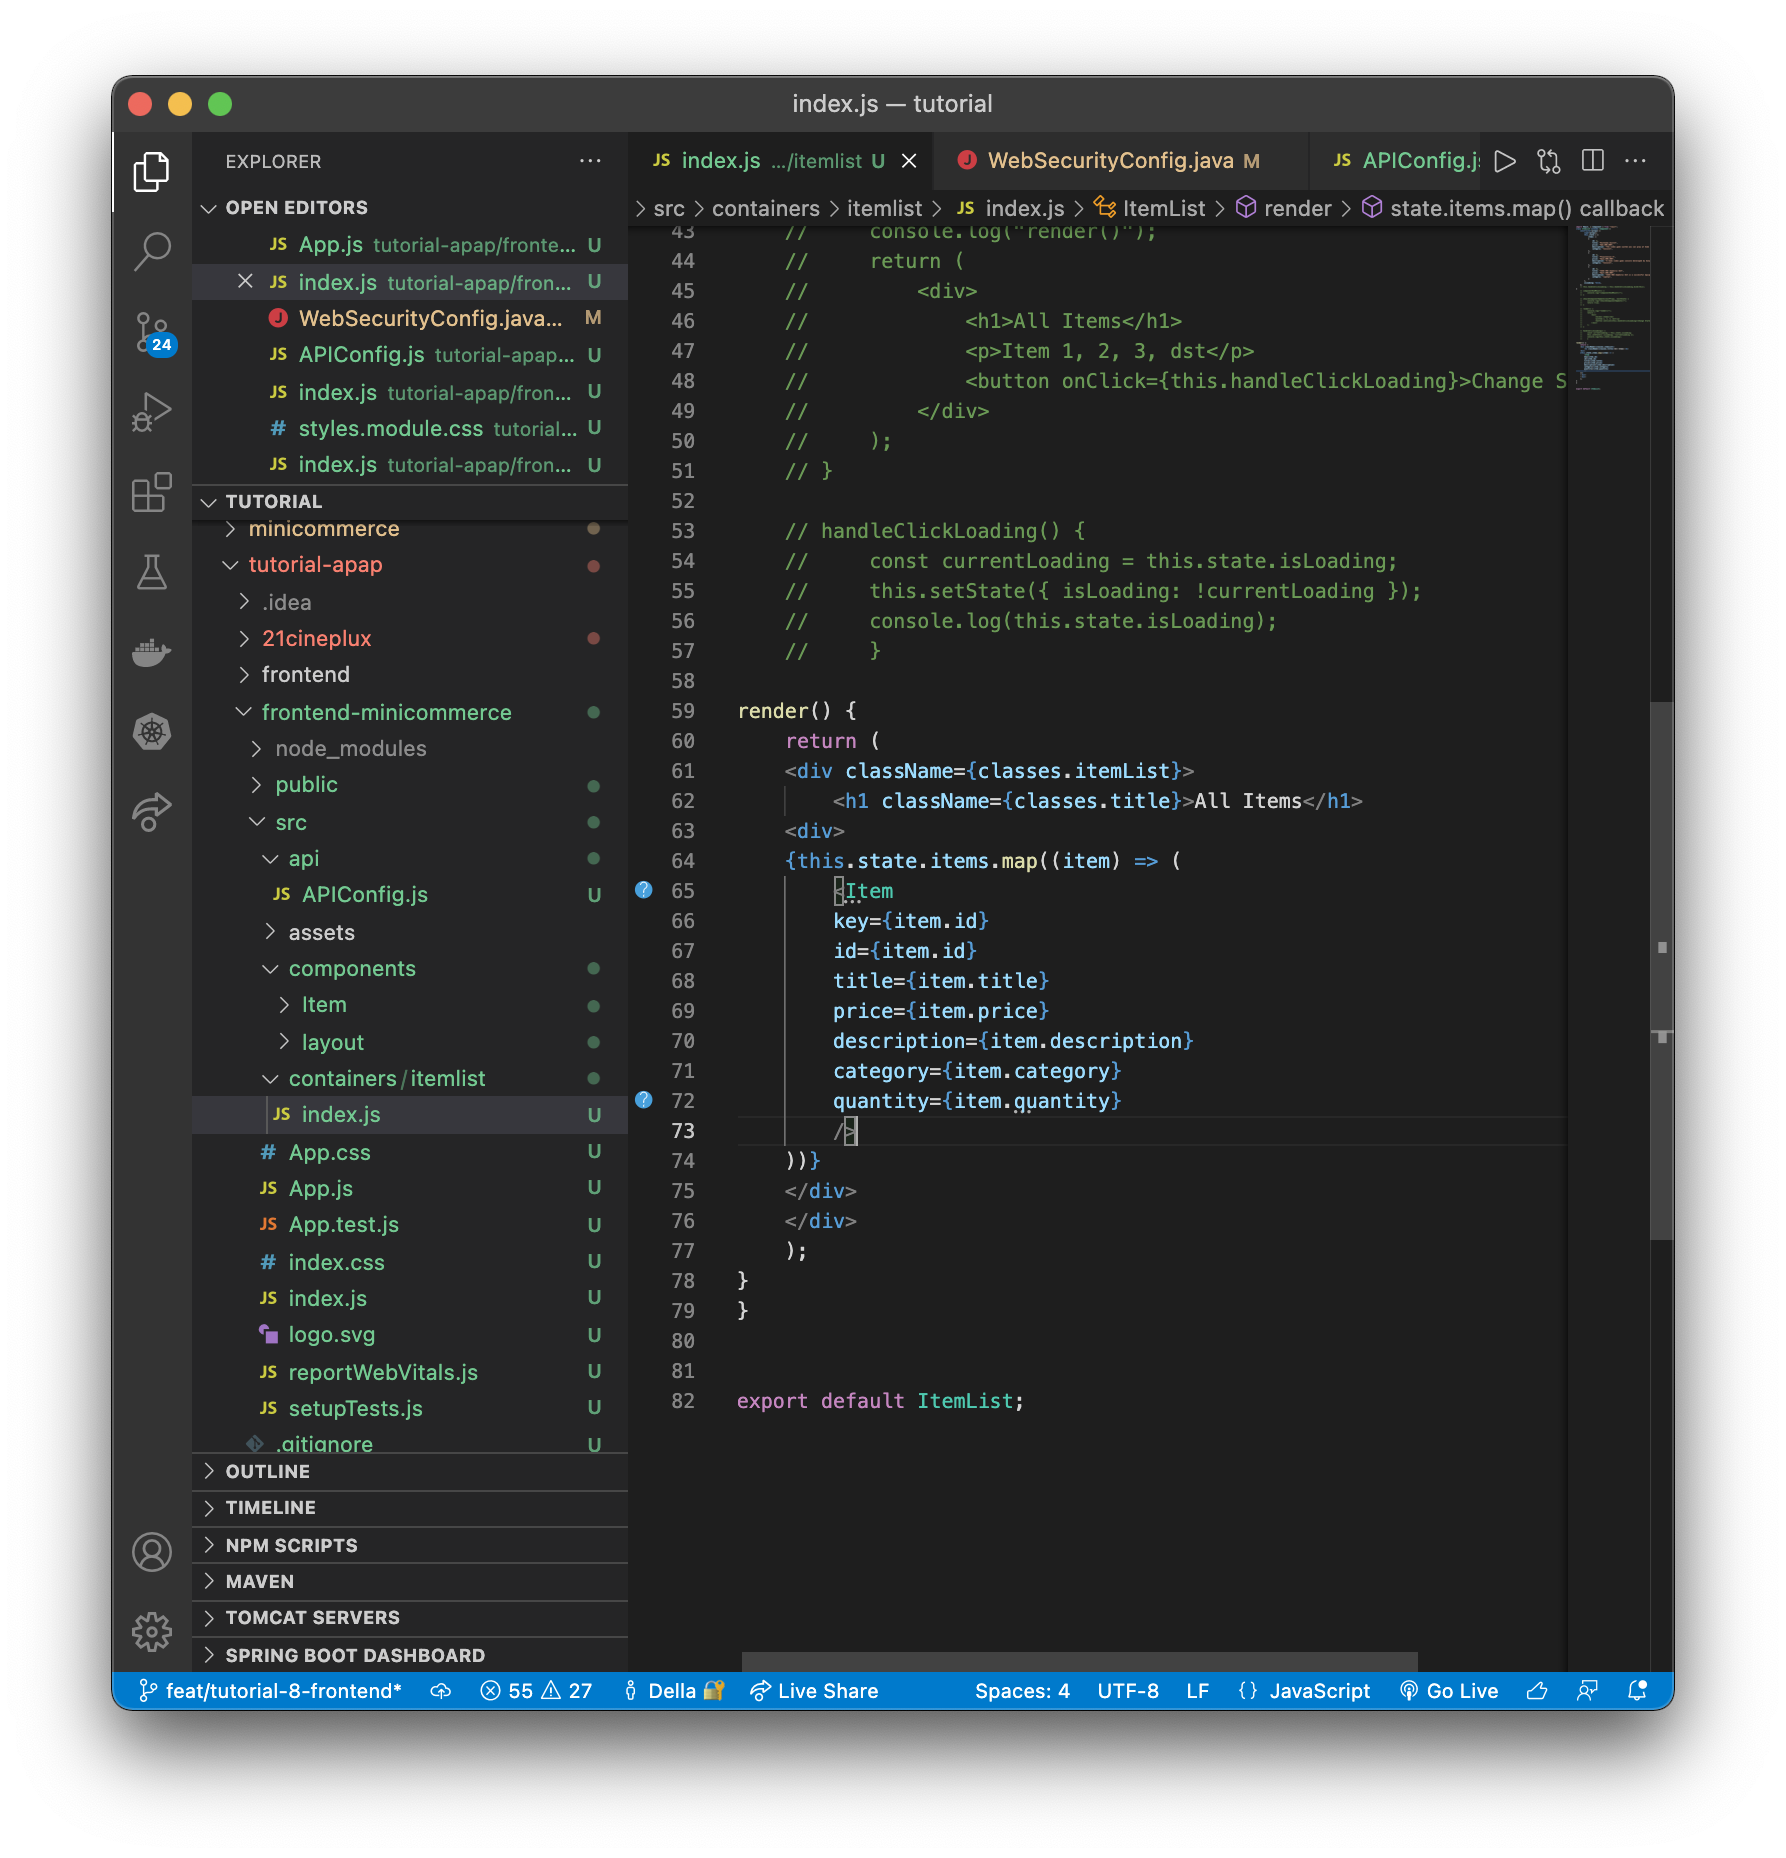 index.js — tutorial
EXPLORER
OPEN EDITORS
JS App.js tutorial-apap/fronte... U
JS index.js tutorial-apap/fron... U
J WebSecurityConfig.java... M
JS APIConfig.js tutorial-apap... U
JS index.js tutorial-apap/fron... U
# styles.module.css tutorial... U
JS index.js tutorial-apap/fron... U
TUTORIAL
minicommerce
tutorial-apap
.idea
21cineplux
frontend
frontend-minicommerce
node_modules
public
src
api
JS APIConfig.js U
assets
components
Item
layout
containers/itemlist
JS index.js U
# App.css U
JS App.js U
JS App.test.js U
# index.css U
JS index.js U
logo.svg U
JS reportWebVitals.js U
JS setupTests.js U
.gitignore U
OUTLINE
TIMELINE
NPM SCRIPTS
MAVEN
TOMCAT SERVERS
SPRING BOOT DASHBOARD
24
JS index.js .../itemlist U
J WebSecurityConfig.java M
JS APIConfig.js
> src > containers > itemlist > JS index.js > ItemList > render > state.items.map() callback
43 // console.log("render()");
44 // return (
45 // <div>
46 // <h1>All Items</h1>
47 // <p>Item 1, 2, 3, dst</p>
48 // <button onClick={this.handleClickLoading}>Change S
49 // </div>
50 // );
51 // }
52
53 // handleClickLoading() {
54 // const currentLoading = this.state.isLoading;
55 // this.setState({ isLoading: !currentLoading });
56 // console.log(this.state.isLoading);
57 // }
58
59 render() {
60 return (
61 <div className={classes.itemList}>
62 <h1 className={classes.title}>All Items</h1>
63 <div>
64 {this.state.items.map((item) => (
65 <Item
66 key={item.id}
67 id={item.id}
68 title={item.title}
69 price={item.price}
70 description={item.description}
71 category={item.category}
72 quantity={item.quantity}
73 />
74 ))}
75 </div>
76 </div>
77 );
78 }
79 }
80
81
82 export default ItemList;
feat/tutorial-8-frontend* 55 27 Della Live Share Spaces: 4 UTF-8 LF {} JavaScript Go Live